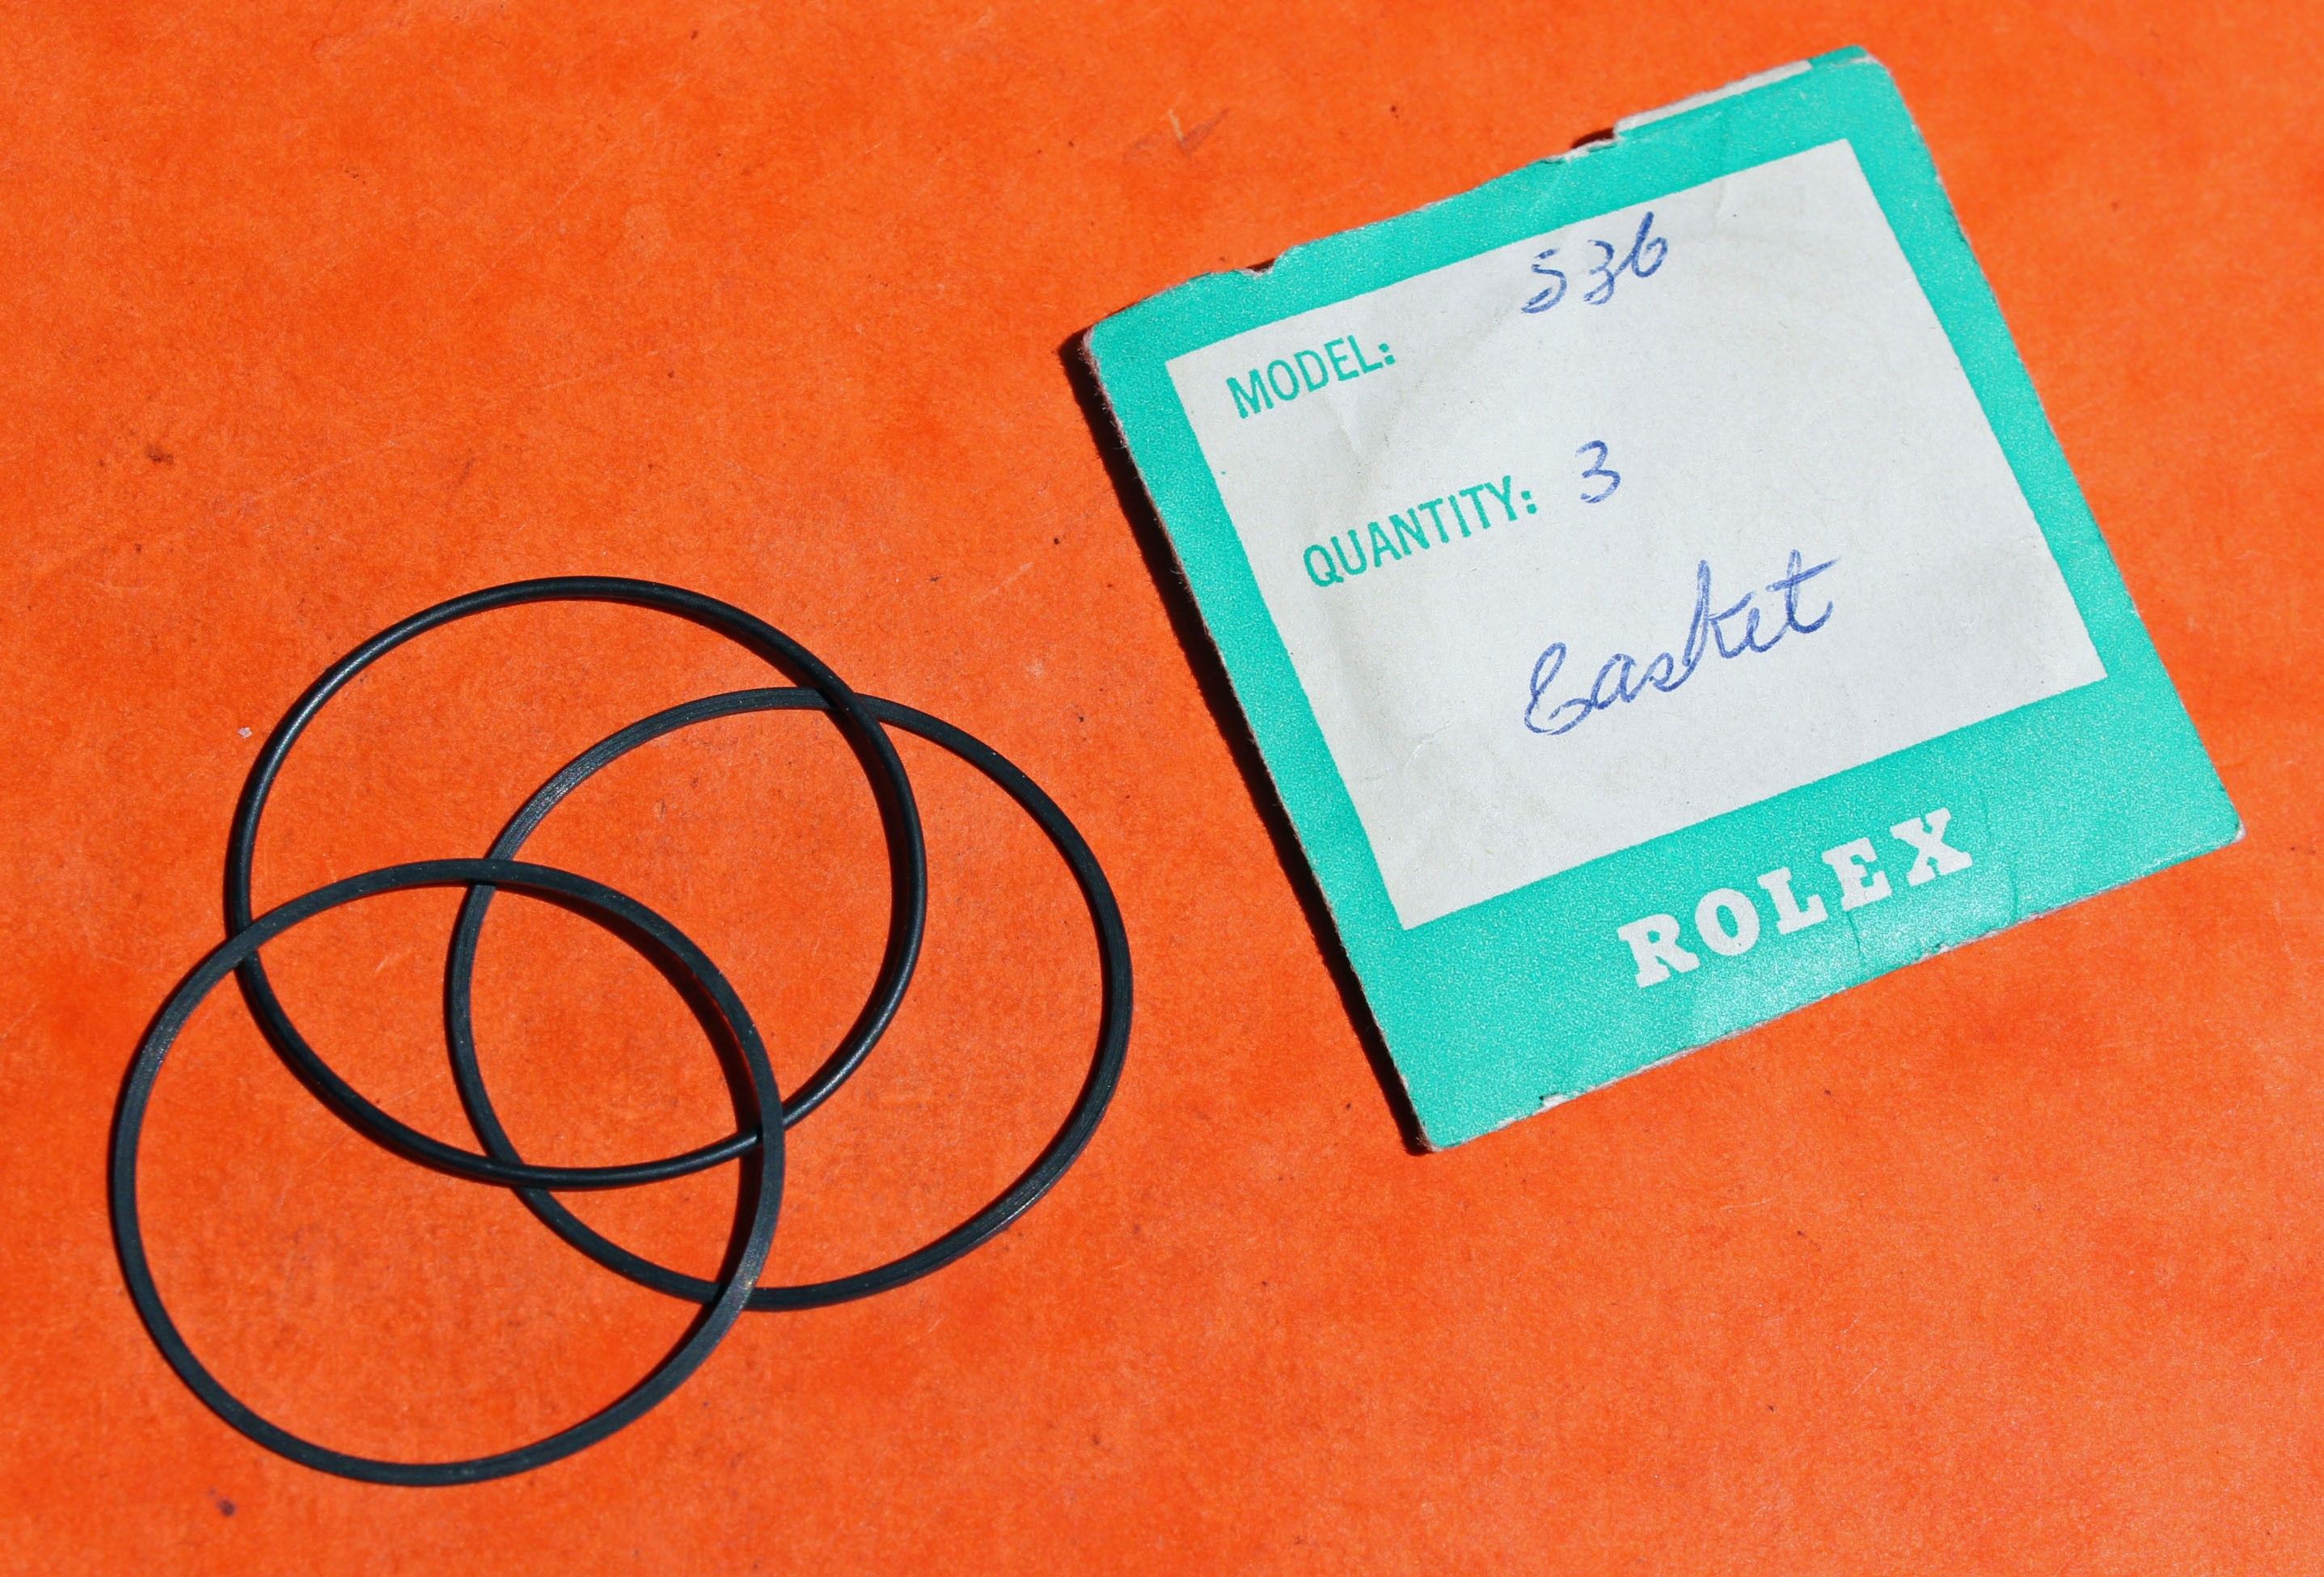 MODEL: 536
QUANTITY: 3
Gasket
ROLEX